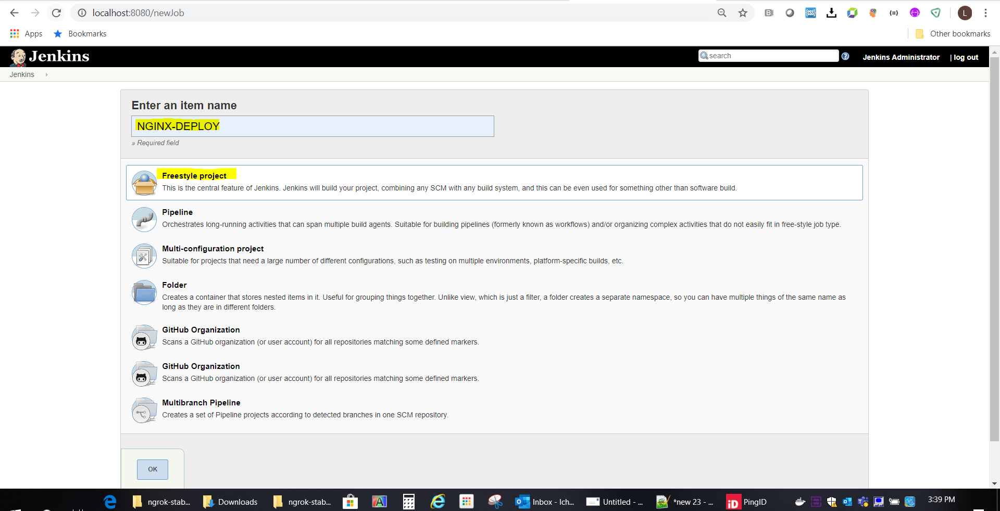 localhost:8080/newJob
Apps
Bookmarks
Other bookmarks
Jenkins
search
Jenkins Administrator
| log out
Jenkins
Enter an item name
NGINX-DEPLOY
» Required field
Freestyle project
This is the central feature of Jenkins. Jenkins will build your project, combining any SCM with any build system, and this can be even used for something other than software build.
Pipeline
Orchestrates long-running activities that can span multiple build agents. Suitable for building pipelines (formerly known as workflows) and/or organizing complex activities that do not easily fit in free-style job type.
Multi-configuration project
Suitable for projects that need a large number of different configurations, such as testing on multiple environments, platform-specific builds, etc.
Folder
Creates a container that stores nested items in it. Useful for grouping things together. Unlike view, which is just a filter, a folder creates a separate namespace, so you can have multiple things of the same name as
long as they are in different folders.
GitHub Organization
Scans a GitHub organization (or user account) for all repositories matching some defined markers.
GitHub Organization
Scans a GitHub organization (or user account) for all repositories matching some defined markers.
Multibranch Pipeline
Creates a set of Pipeline projects according to detected branches in one SCM repository.
OK
ngrok-stab...
Downloads
ngrok-stab...
Inbox - Ich...
Untitled - ...
*new 23 - ...
PingID
3:39 PM